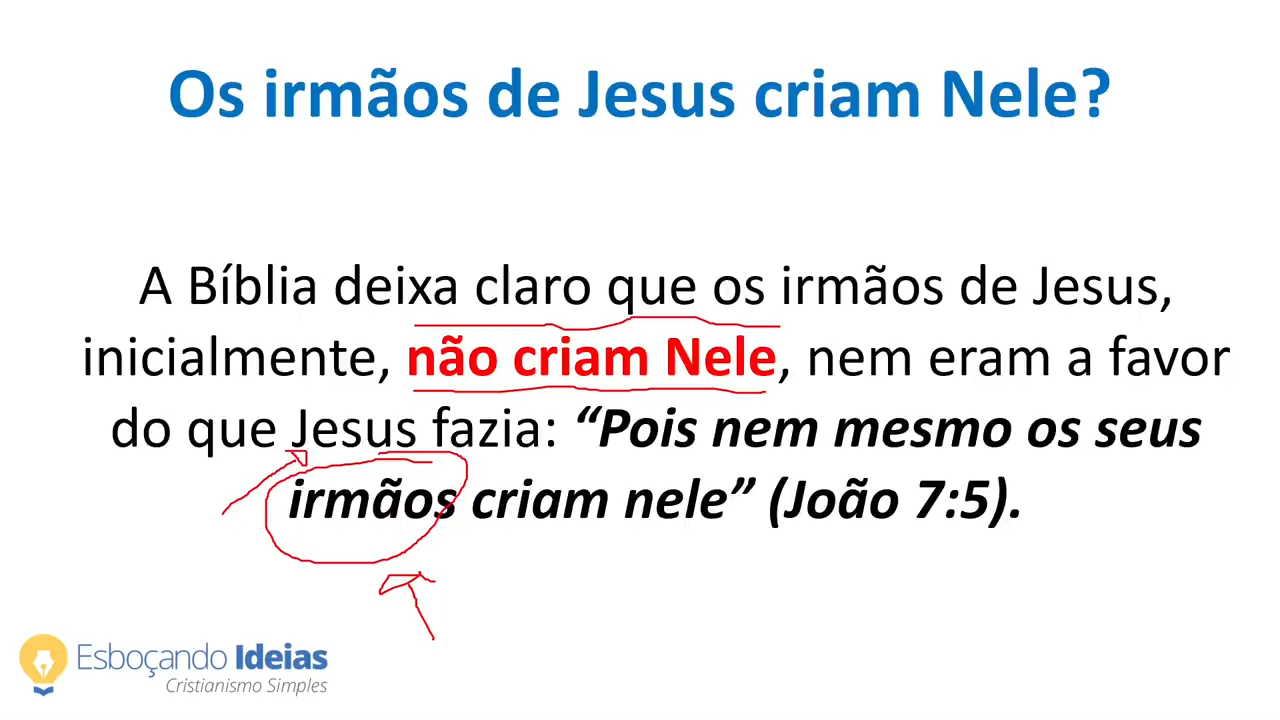 Os irmãos de Jesus criam Nele?
A Bíblia deixa claro que os irmãos de Jesus,
inicialmente, não criam Nele, nem eram a favor
do que Jesus fazia: “Pois nem mesmo os seus
irmãos criam nele” (João 7:5).
Esboçando Ideias
Cristianismo Simples